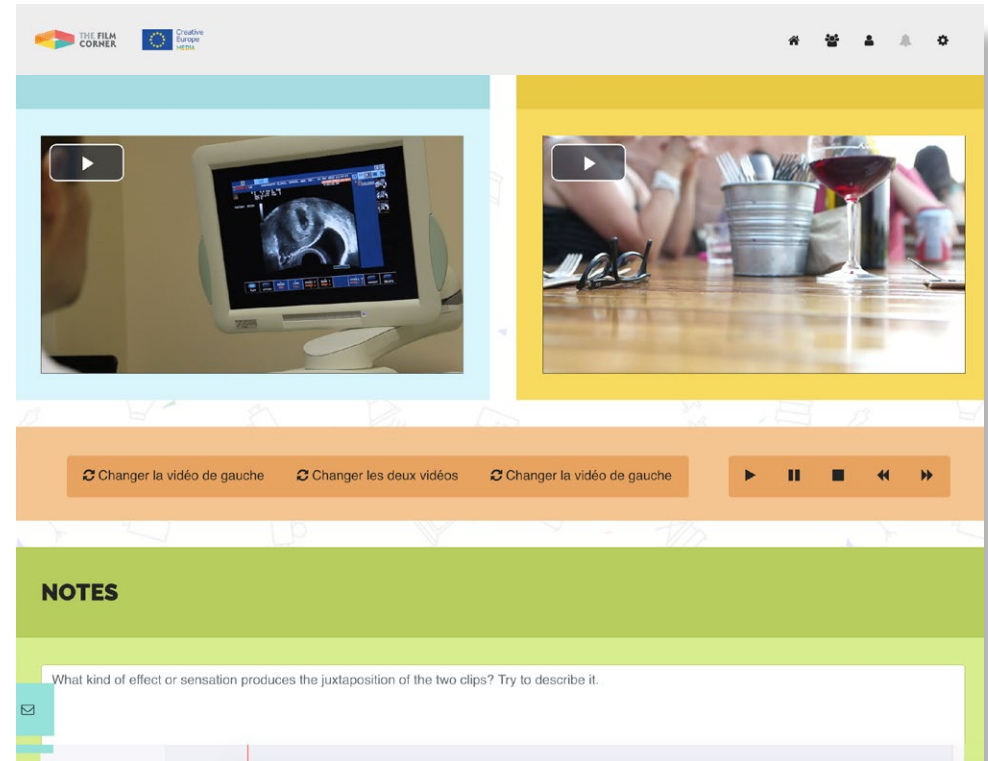 THE FILM
CORNER
Creative
Europe
MEDIA
Changer la vidéo de gauche
Changer les deux vidéos
Changer la vidéo de gauche
NOTES
What kind of effect or sensation produces the juxtaposition of the two clips? Try to describe it.